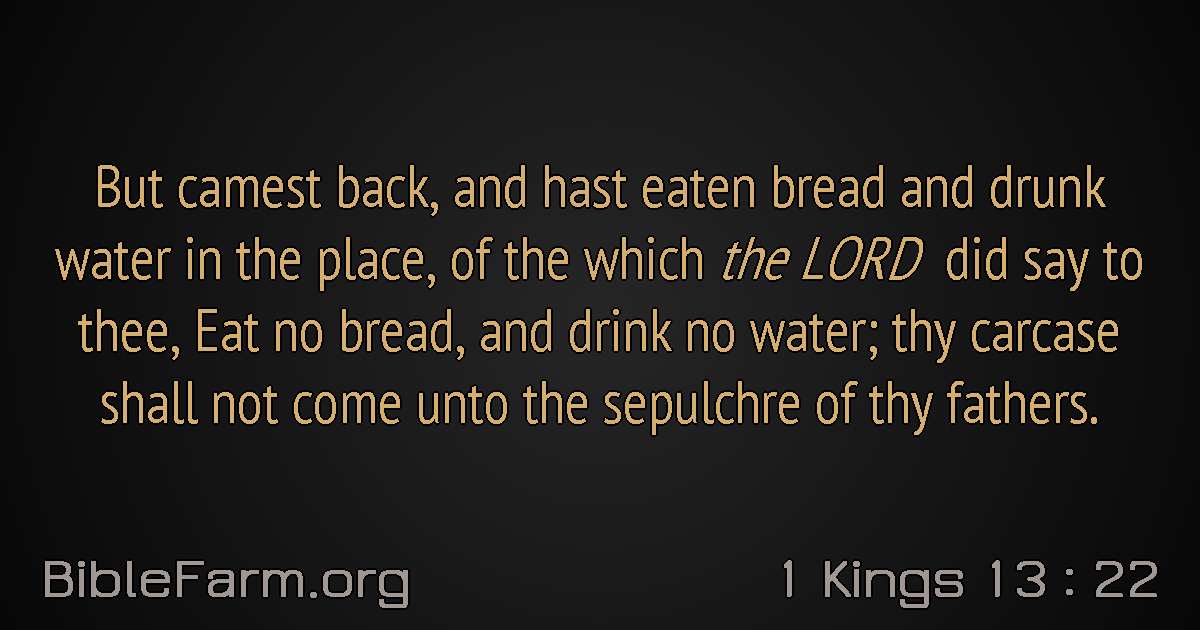 But camest back, and hast eaten bread and drunk
water in the place, of the which the LORD did say to
thee, Eat no bread, and drink no water; thy carcase
shall not come unto the sepulchre of thy fathers.
BibleFarm.org
1 Kings 13 : 22